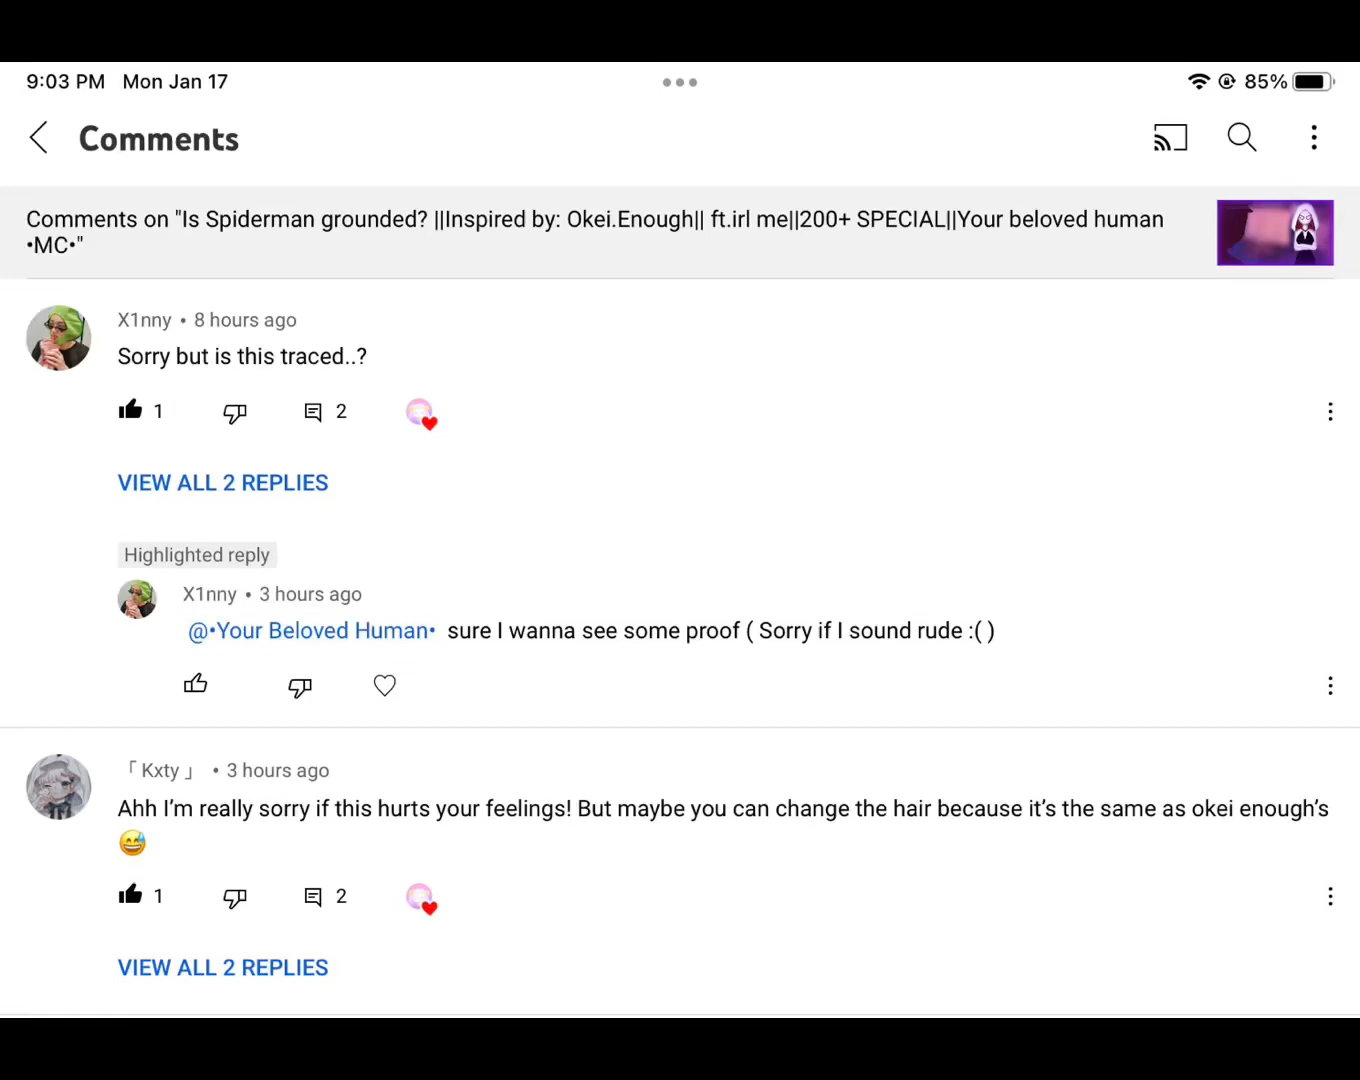 9:03 PM Mon Jan 17
85%
Comments
Comments on "Is Spiderman grounded? ||Inspired by: Okei.Enough|| ft.irl me||200+ SPECIAL||Your beloved human
•MC•"
X1nny • 8 hours ago
Sorry but is this traced..?
1
2
VIEW ALL 2 REPLIES
Highlighted reply
X1nny • 3 hours ago
@•Your Beloved Human• sure I wanna see some proof ( Sorry if I sound rude :( )
「 Kxty 」 • 3 hours ago
Ahh I’m really sorry if this hurts your feelings! But maybe you can change the hair because it’s the same as okei enough’s
😅
1
2
VIEW ALL 2 REPLIES